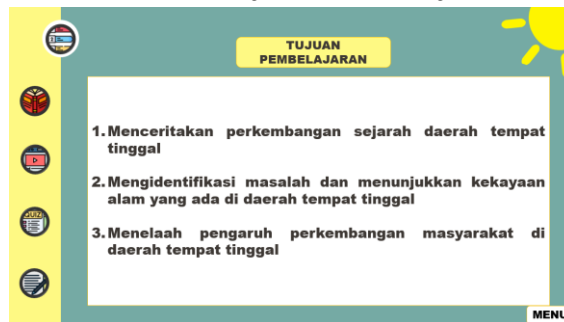 TUJUAN
PEMBELAJARAN
1. Menceritakan perkembangan sejarah daerah tempat
tinggal
2. Mengidentifikasi masalah dan menunjukkan kekayaan
alam yang ada di daerah tempat tinggal
3. Menelaah pengaruh perkembangan masyarakat di
daerah tempat tinggal
QUIZ
MENU